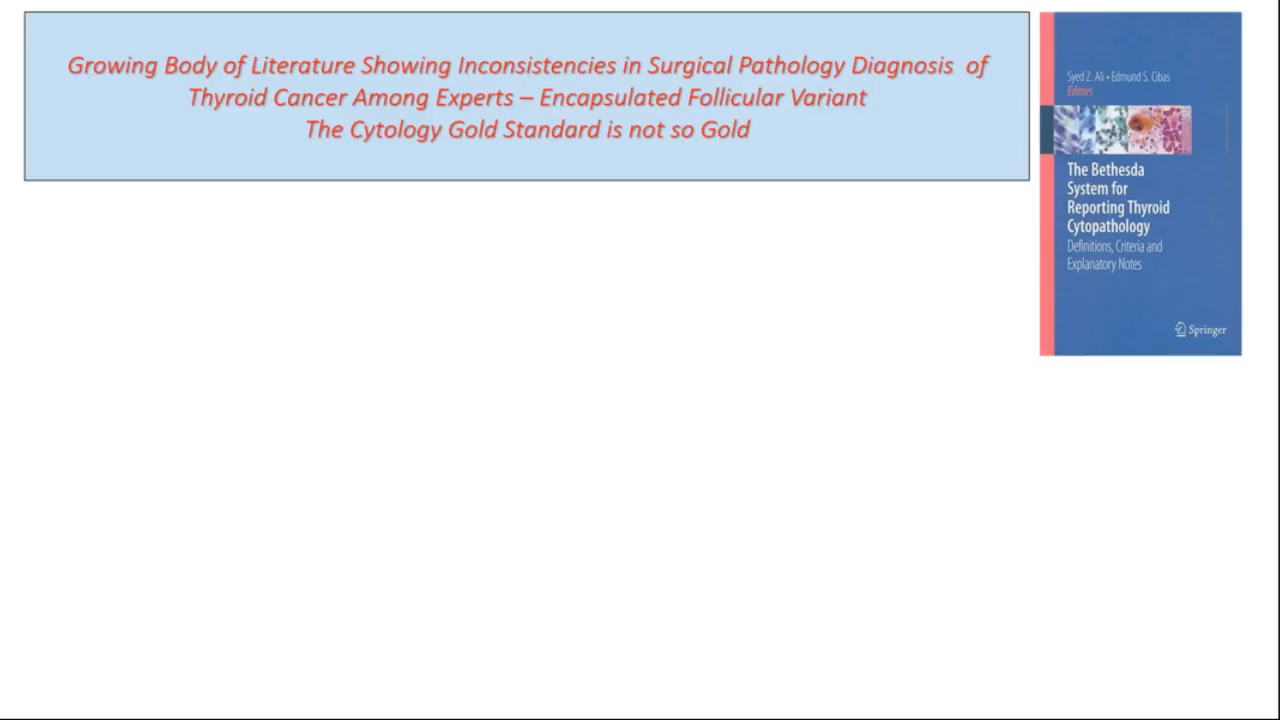 Growing Body of Literature Showing Inconsistencies in Surgical Pathology Diagnosis of
Thyroid Cancer Among Experts – Encapsulated Follicular Variant
The Cytology Gold Standard is not so Gold
Syed Z. Ali • Edmund S. Cibas
Editors
The Bethesda
System for
Reporting Thyroid
Cytopathology
Definitions, Criteria and
Explanatory Notes
Springer